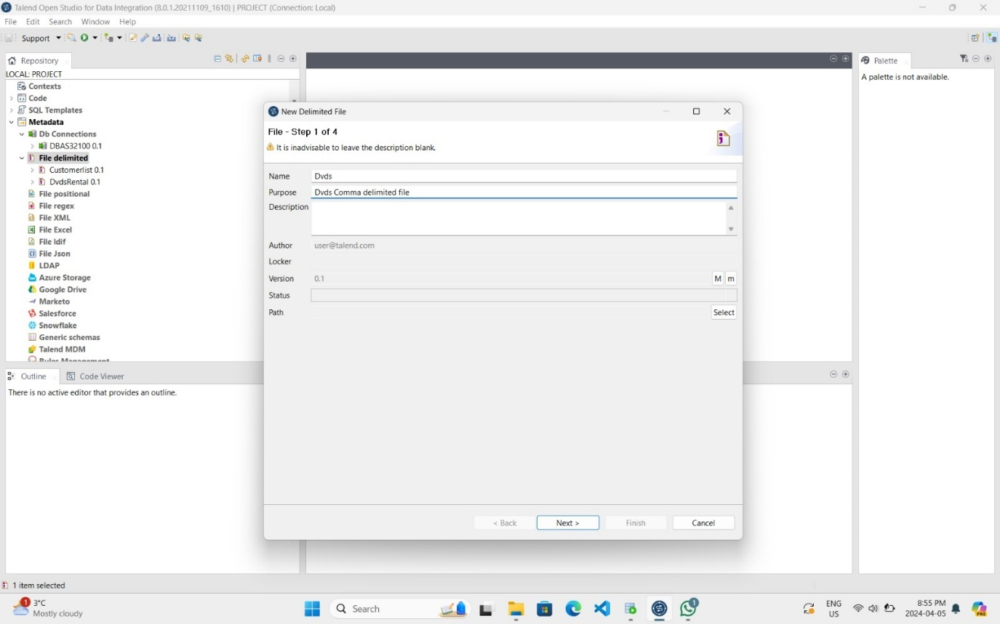 Talend Open Studio for Data Integration (8.0.1.20211109_1610) | PROJECT (Connection: Local)
File Edit Search Window Help
Support
Repository
LOCAL: PROJECT
Contexts
Code
SQL Templates
Metadata
Db Connections
DBAS32100 0.1
File delimited
Customerlist 0.1
DvdsRental 0.1
File positional
File regex
File XML
File Excel
File ldif
File Json
LDAP
Azure Storage
Google Drive
Marketo
Salesforce
Snowflake
Generic schemas
Talend MDM
Rules Management
Palette
A palette is not available.
New Delimited File
File - Step 1 of 4
It is inadvisable to leave the description blank.
Name Dvds
Purpose Dvds Comma delimited file
Description
Author user@talend.com
Locker
Version 0.1 M m
Status
Path Select
< Back Next > Finish Cancel
Outline Code Viewer
There is no active editor that provides an outline.
1 item selected
1
3°C
Mostly cloudy
Search
1
ENG
US
8:55 PM
2024-04-05
PRE